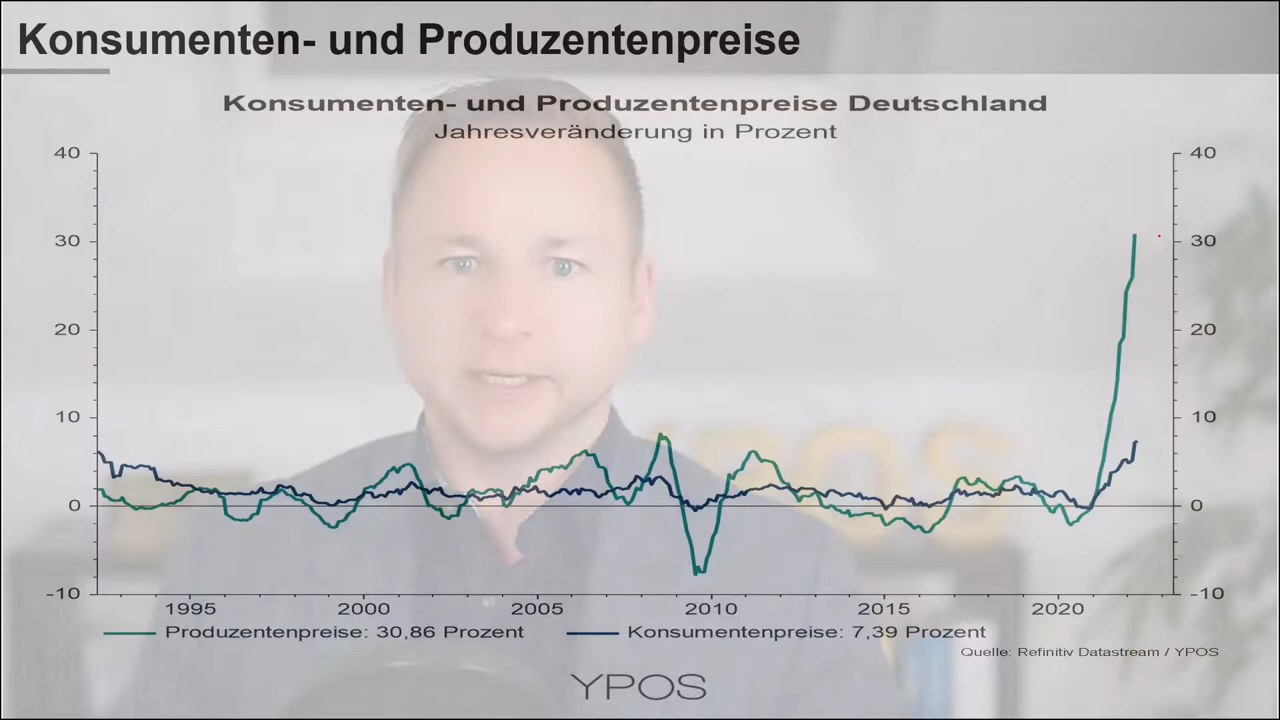 Konsumenten- und Produzentenpreise
Konsumenten- und Produzentenpreise Deutschland
Jahresveränderung in Prozent
40 40
30 30
20 20
10 10
0 0
-10 -10
1995 2000 2005 2010 2015 2020
Produzentenpreise: 30,86 Prozent Konsumentenpreise: 7,39 Prozent
Quelle: Refinitiv Datastream / YPOS
YPOS
YPOS